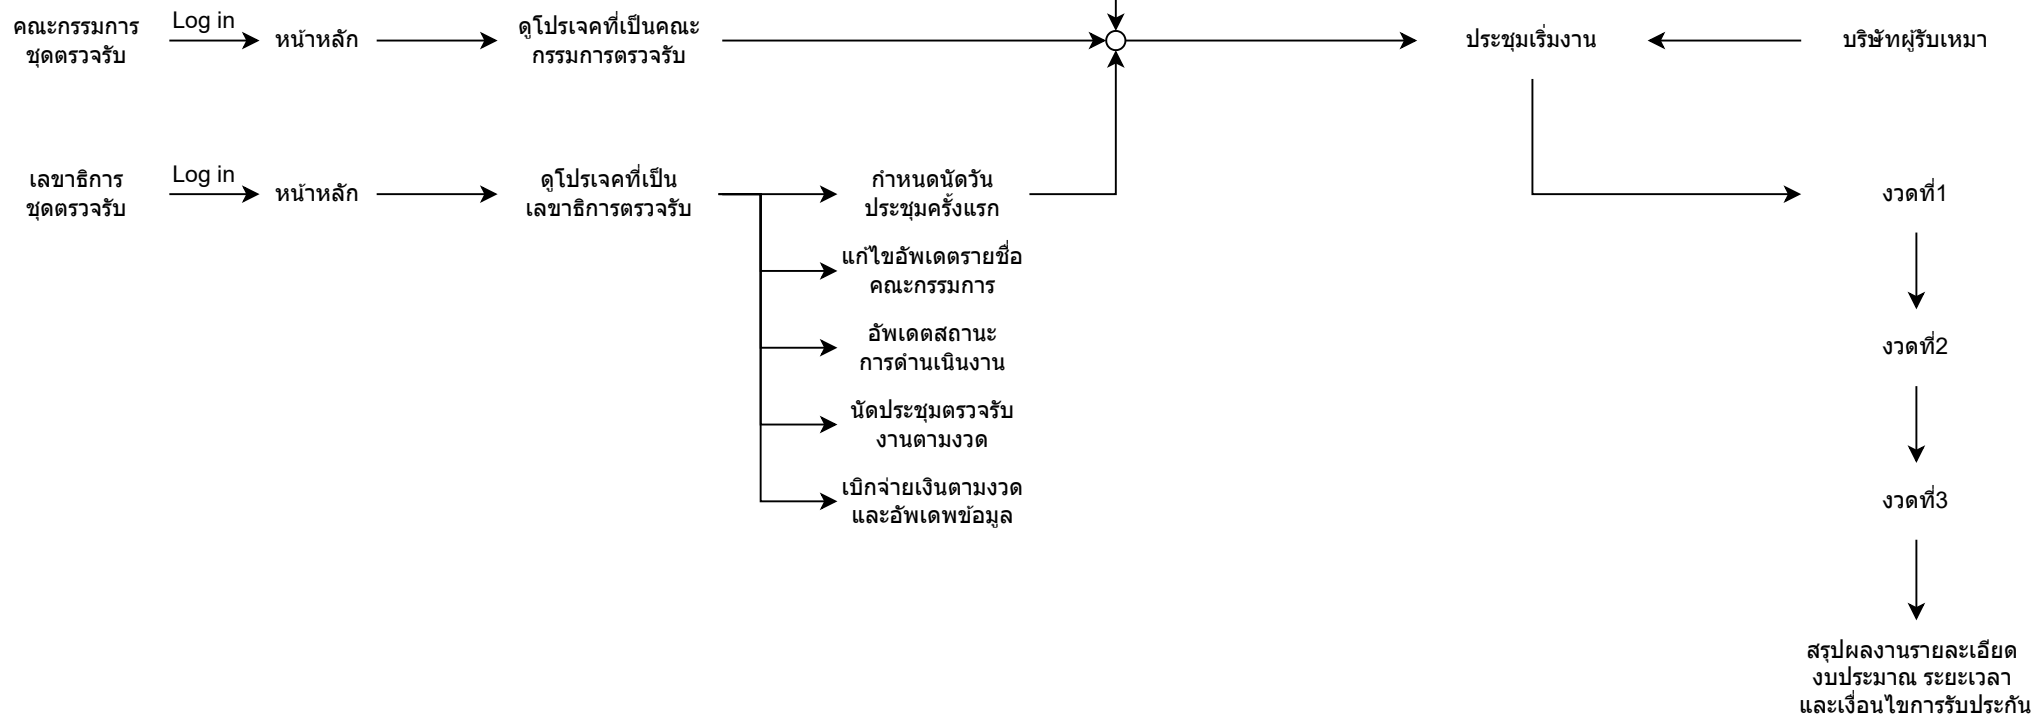 คณะกรรมการ
ชุดตรวจรับ
Log in
หน้าหลัก
ดูโปรเจคที่เป็นคณะ
กรรมการตรวจรับ
ประชุมเริ่มงาน
บริษัทผู้รับเหมา
เลขาธิการ
ชุดตรวจรับ
Log in
หน้าหลัก
ดูโปรเจคที่เป็น
เลขาธิการตรวจรับ
กำหนดนัดวัน
ประชุมครั้งแรก
แก้ไขอัพเดตรายชื่อ
คณะกรรมการ
อัพเดตสถานะ
การดำนเนินงาน
นัดประชุมตรวจรับ
งานตามงวด
เบิกจ่ายเงินตามงวด
และอัพเดพข้อมูล
งวดที่1
งวดที่2
งวดที่3
สรุปผลงานรายละเอียด
งบประมาณ ระยะเวลา
และเงื่อนไขการรับประกัน